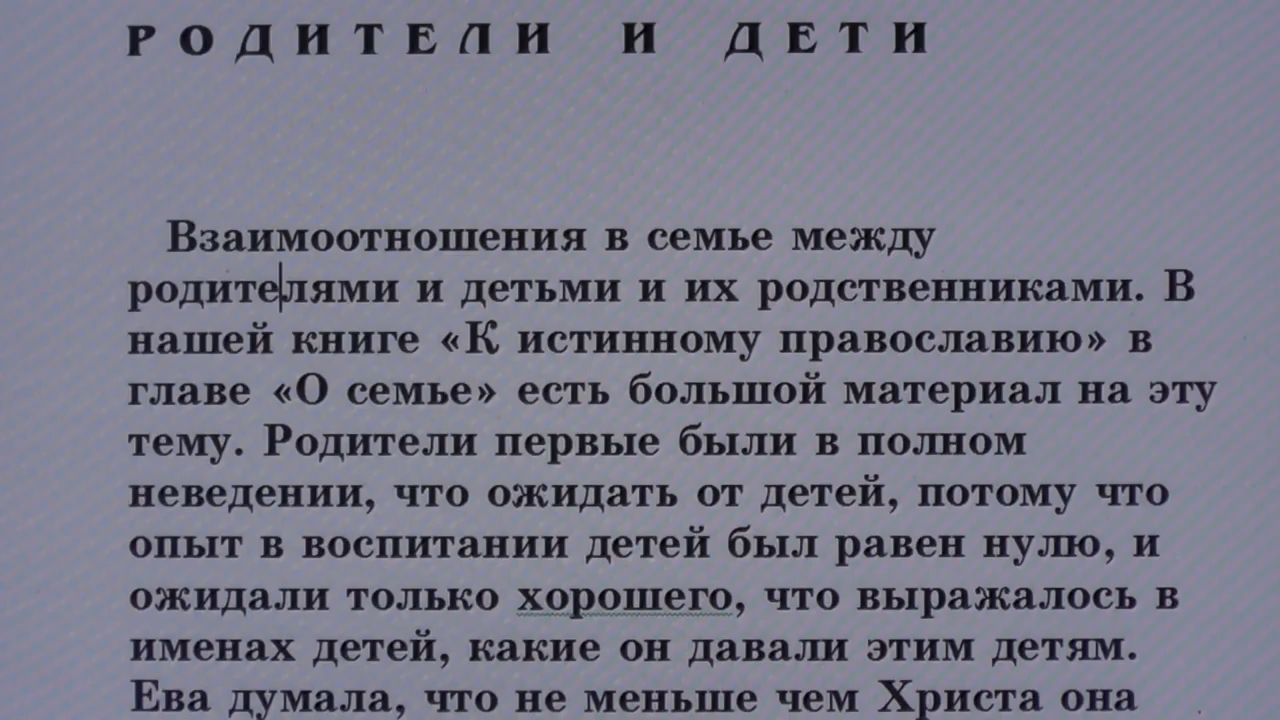 РОДИТЕЛИ И ДЕТИ
Взаимоотношения в семье между
родителями и детьми и их родственниками. В
нашей книге «К истинному православию» в
главе «О семье» есть большой материал на эту
тему. Родители первые были в полном
неведении, что ожидать от детей, потому что
опыт в воспитании детей был равен нулю, и
ожидали только хорошего, что выражалось в
именах детей, какие он давали этим детям.
Ева думала, что не меньше чем Христа она